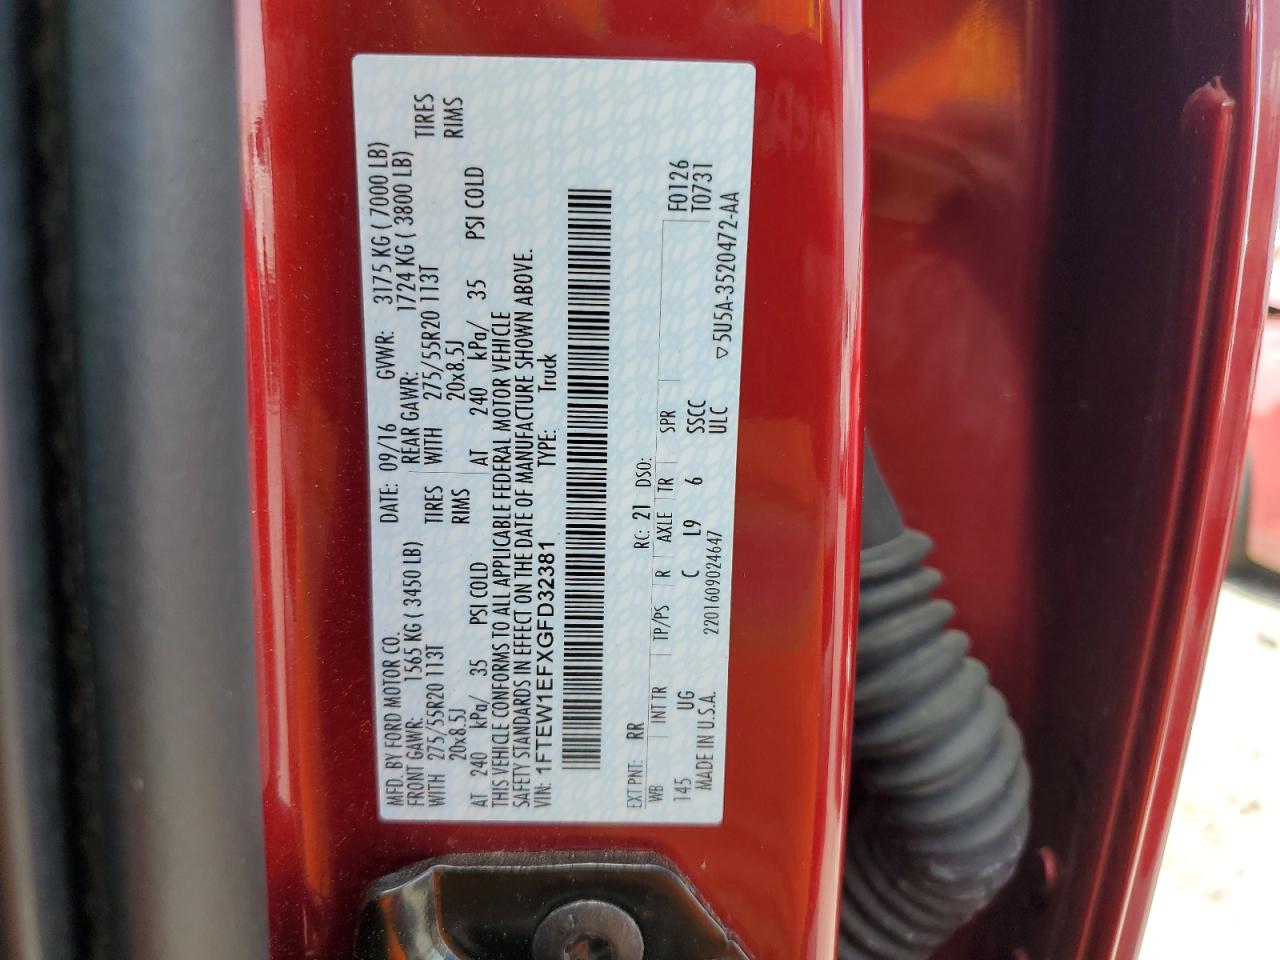 MFD. BY FORD MOTOR CO. DATE: 09/16 GVWR: 3175 KG ( 7000 LB)
FRONT GAWR: 1565 KG ( 3450 LB) REAR GAWR: 1724 KG ( 3800 LB)
WITH 275/55R20 113T TIRES WITH 275/55R20 113T TIRES
20x8.5J RIMS 20x8.5J RIMS
AT 240 kPa/ 35 PSI COLD AT 240 kPa/ 35 PSI COLD
THIS VEHICLE CONFORMS TO ALL APPLICABLE FEDERAL MOTOR VEHICLE
SAFETY STANDARDS IN EFFECT ON THE DATE OF MANUFACTURE SHOWN ABOVE.
VIN: 1FTEW1EFXGFD32381 TYPE: Truck
EXT PNT: RR RC: 21 DSO:
WB INT TR TP/PS R AXLE TR SPR F0126
145 UG C L9 6 SSCC T0731
ULC
MADE IN U.S.A. 2201609024647 ▽5U5A-3520472-AA